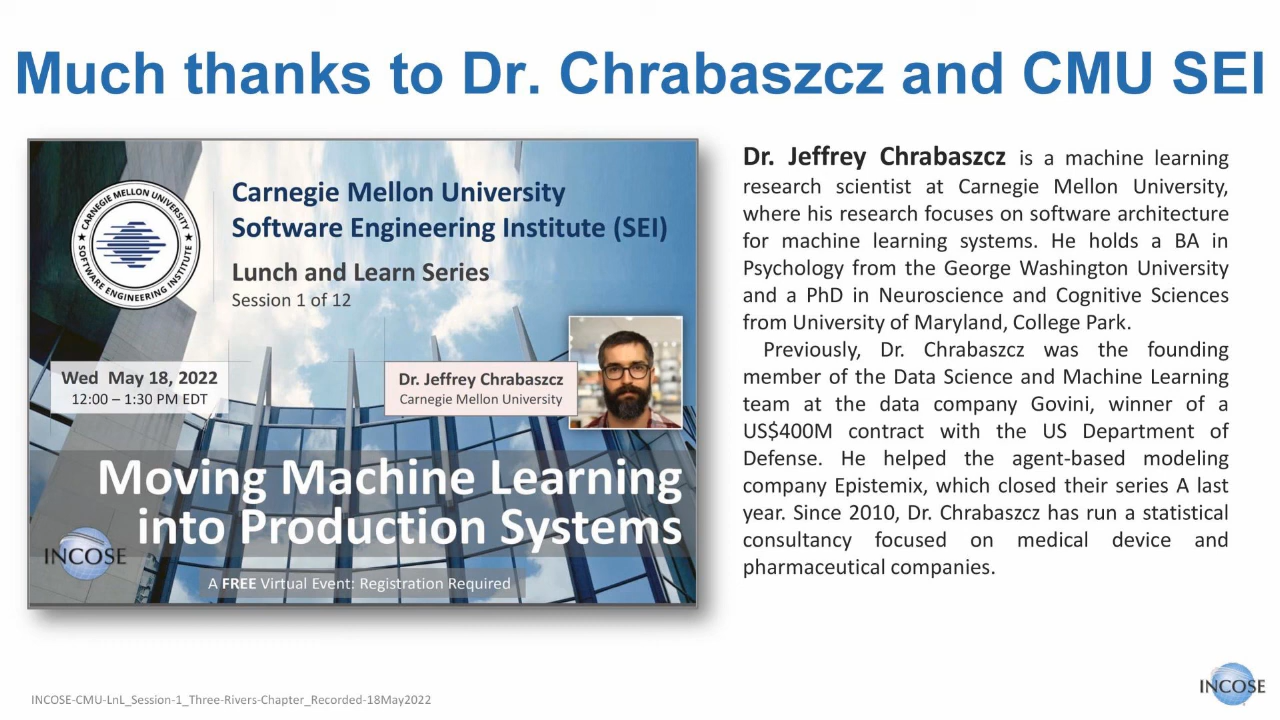 Much thanks to Dr. Chrabaszcz and CMU SEI
CARNEGIE MELLON UNIVERSITY
SOFTWARE ENGINEERING INSTITUTE
Carnegie Mellon University
Software Engineering Institute (SEI)
Lunch and Learn Series
Session 1 of 12
Wed May 18, 2022
12:00 – 1:30 PM EDT
Dr. Jeffrey Chrabaszcz
Carnegie Mellon University
Moving Machine Learning
into Production Systems
INCOSE
A FREE Virtual Event: Registration Required
Dr. Jeffrey Chrabaszcz is a machine learning
research scientist at Carnegie Mellon University,
where his research focuses on software architecture
for machine learning systems. He holds a BA in
Psychology from the George Washington University
and a PhD in Neuroscience and Cognitive Sciences
from University of Maryland, College Park.
Previously, Dr. Chrabaszcz was the founding
member of the Data Science and Machine Learning
team at the data company Govini, winner of a
US$400M contract with the US Department of
Defense. He helped the agent-based modeling
company Epistemix, which closed their series A last
year. Since 2010, Dr. Chrabaszcz has run a statistical
consultancy focused on medical device and
pharmaceutical companies.
INCOSE-CMU-LnL_Session-1_Three-Rivers-Chapter_Recorded-18May2022
INCOSE